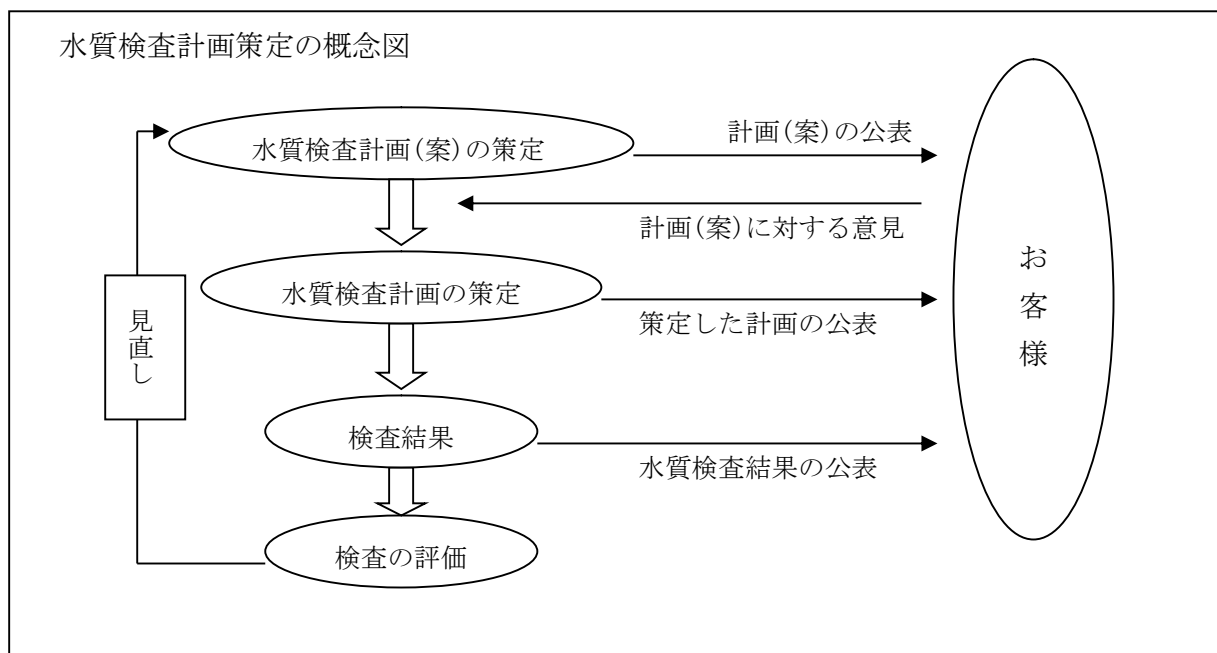 水質検査計画策定の概念図
水質検査計画(案)の策定
計画(案)の公表
計画(案)に対する意見
水質検査計画の策定
策定した計画の公表
検査結果
水質検査結果の公表
検査の評価
見直し
お客様